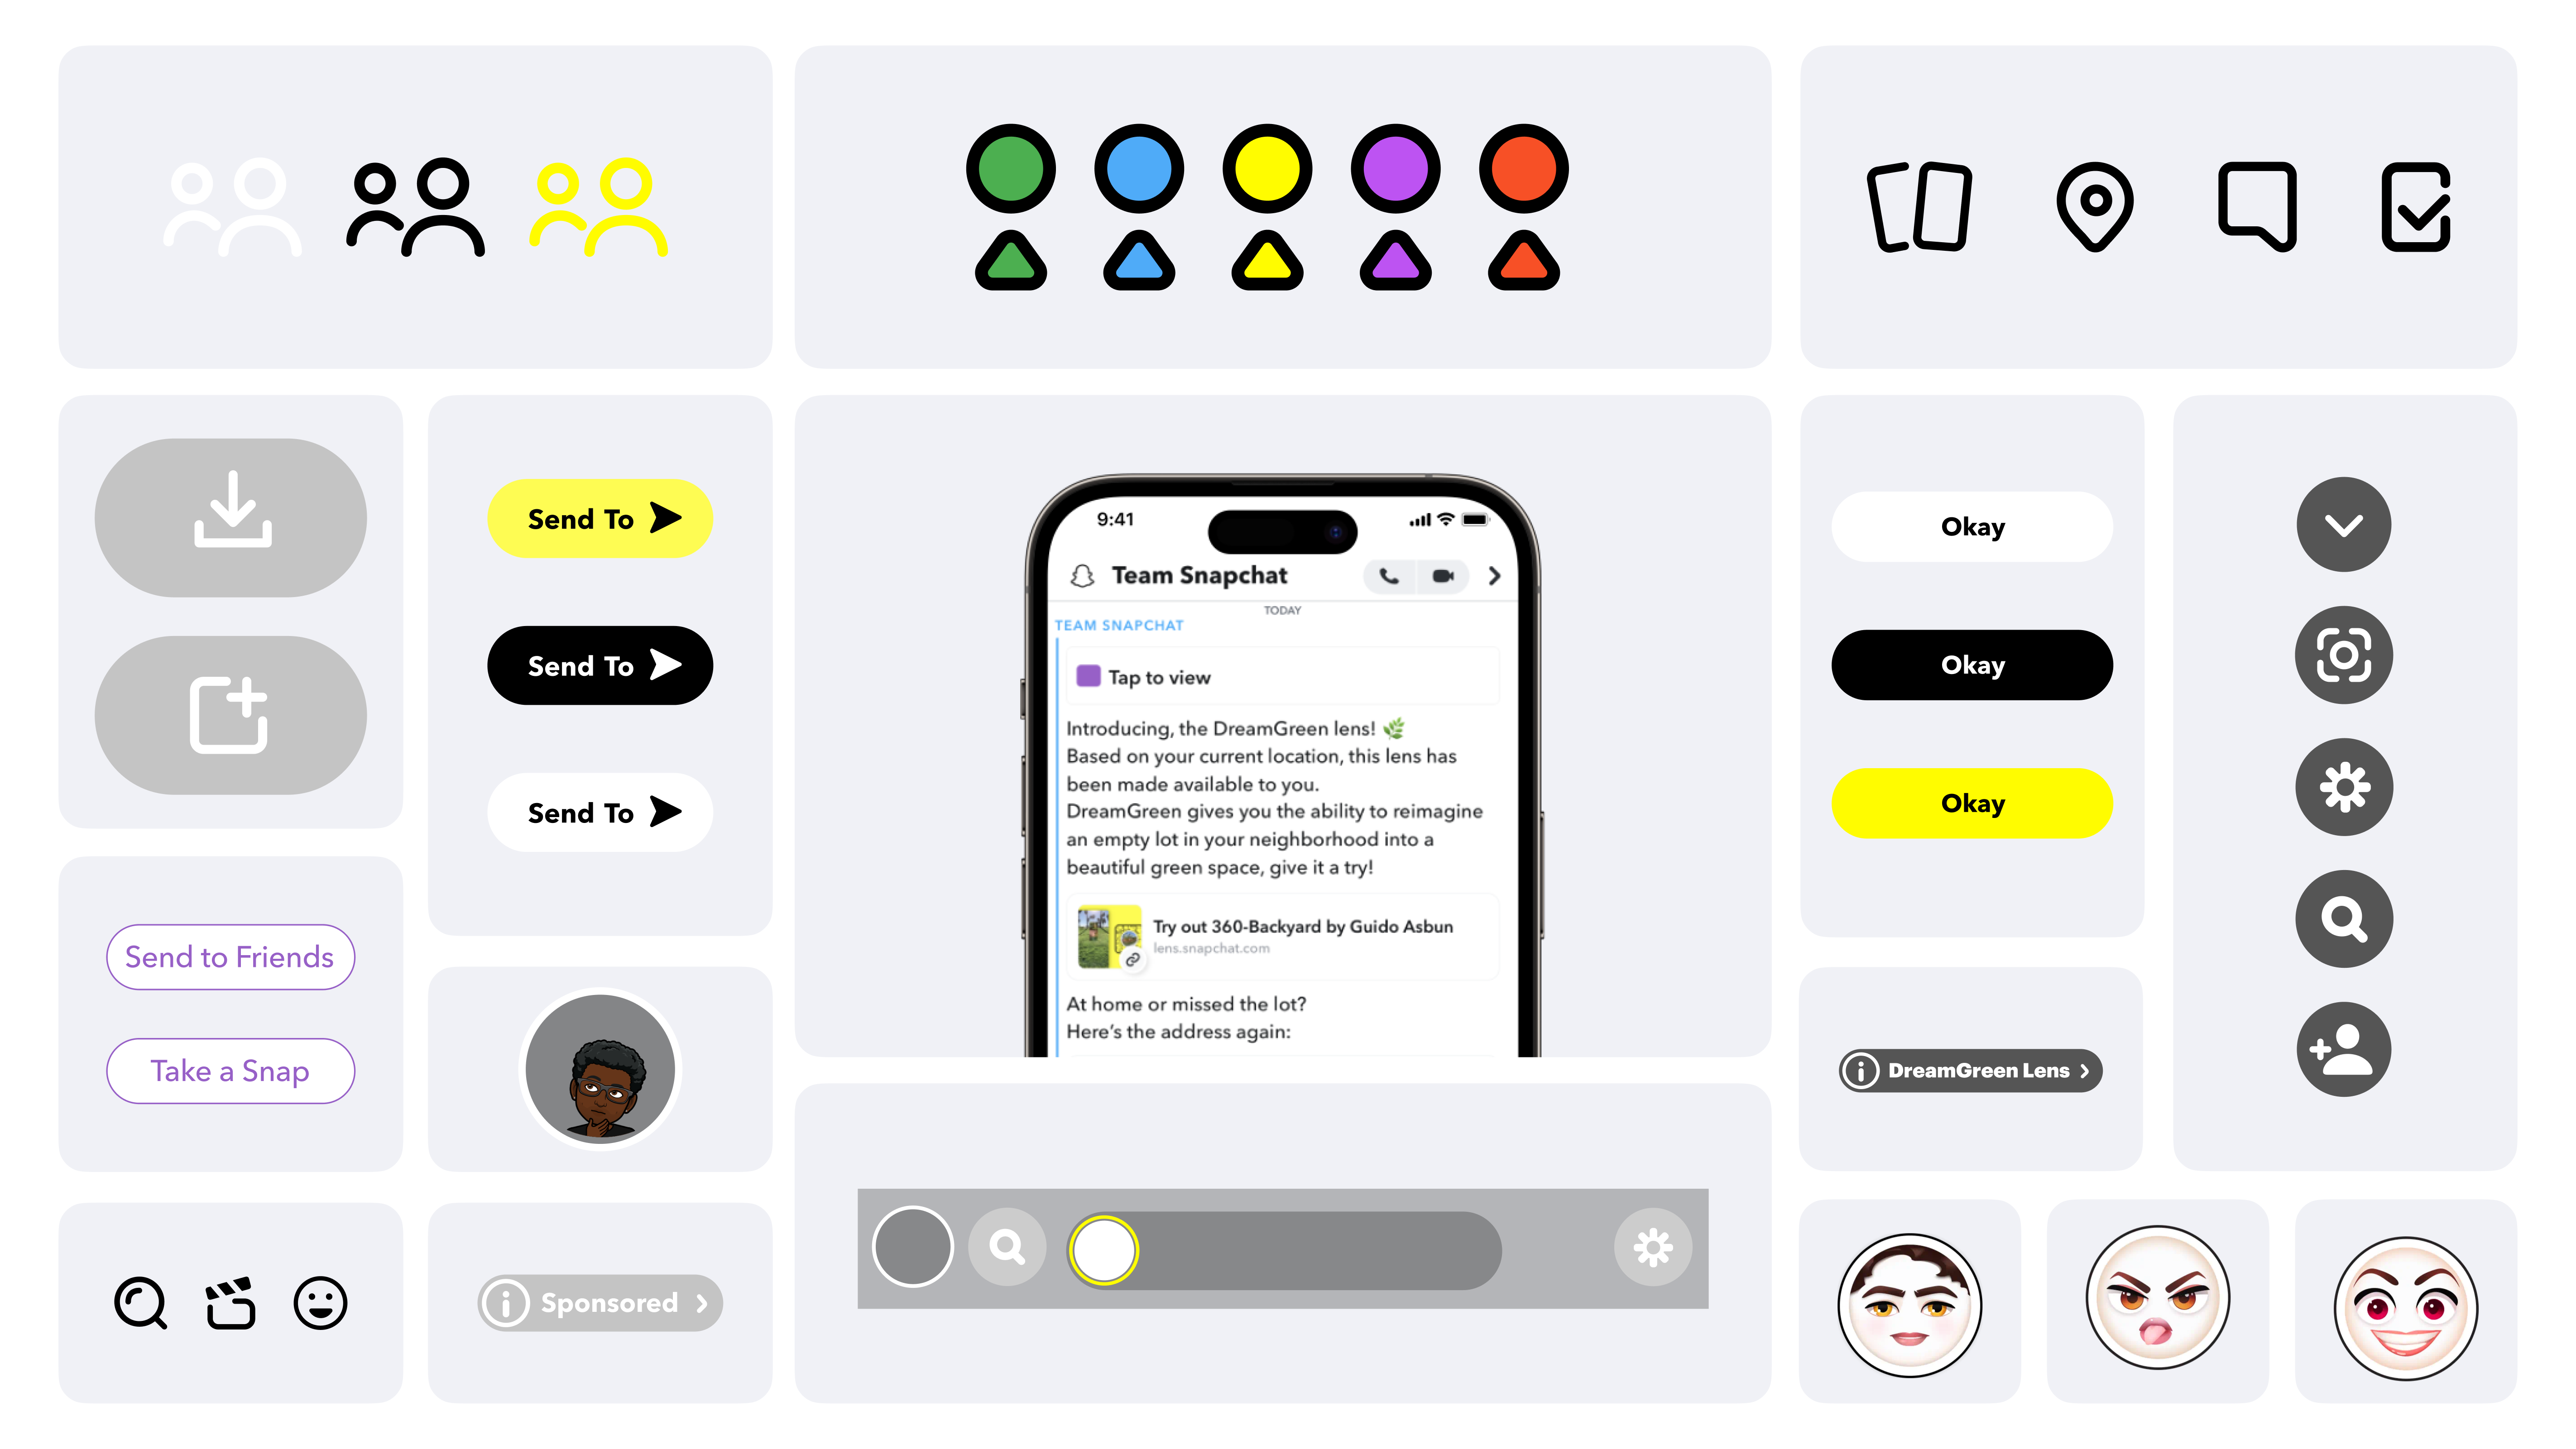 Send To
Send To
Send To
Send to Friends
Take a Snap
Sponsored
9:41
Team Snapchat
TODAY
TEAM SNAPCHAT
Tap to view
Introducing, the DreamGreen lens! 🌿
Based on your current location, this lens has
been made available to you.
DreamGreen gives you the ability to reimagine
an empty lot in your neighborhood into a
beautiful green space, give it a try!
Try out 360-Backyard by Guido Asbun
lens.snapchat.com
At home or missed the lot?
Here’s the address again:
Okay
Okay
Okay
DreamGreen Lens